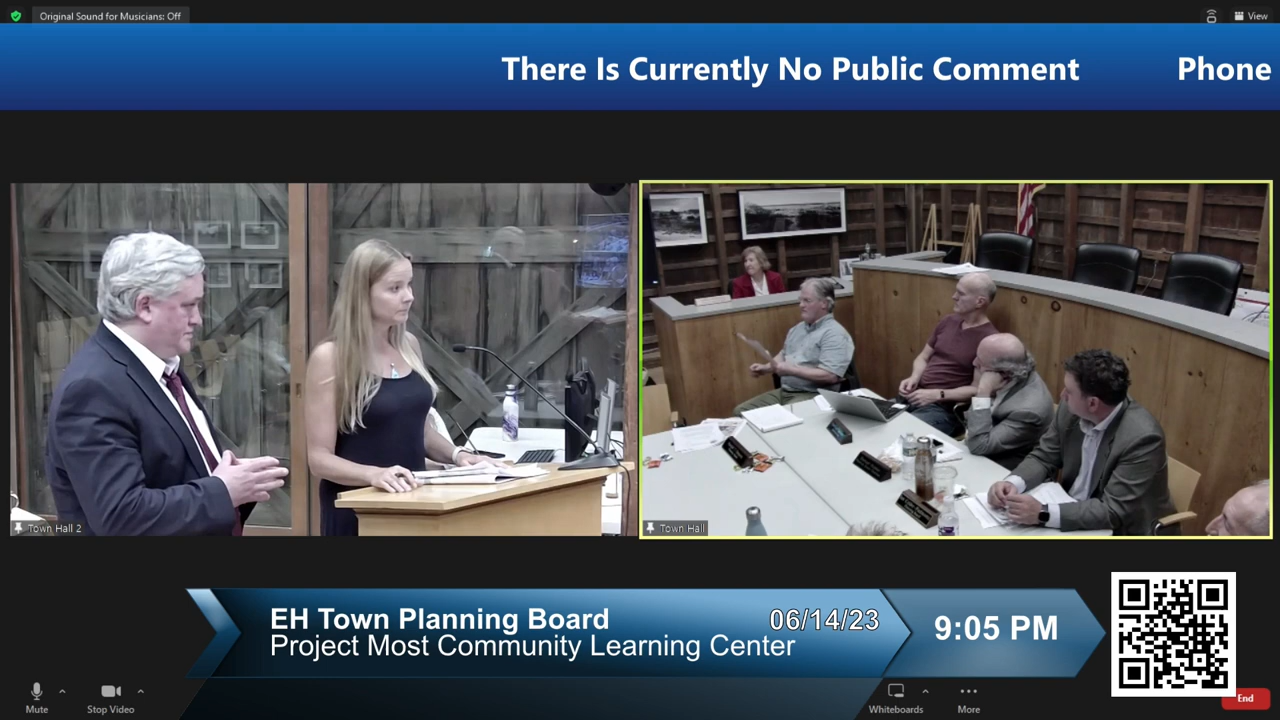 Original Sound for Musicians: Off
View
There Is Currently No Public Comment Phone
Town Hall 2
Town Hall
EH Town Planning Board
06/14/23
Project Most Community Learning Center
9:05 PM
Mute
Stop Video
Whiteboards
More
End